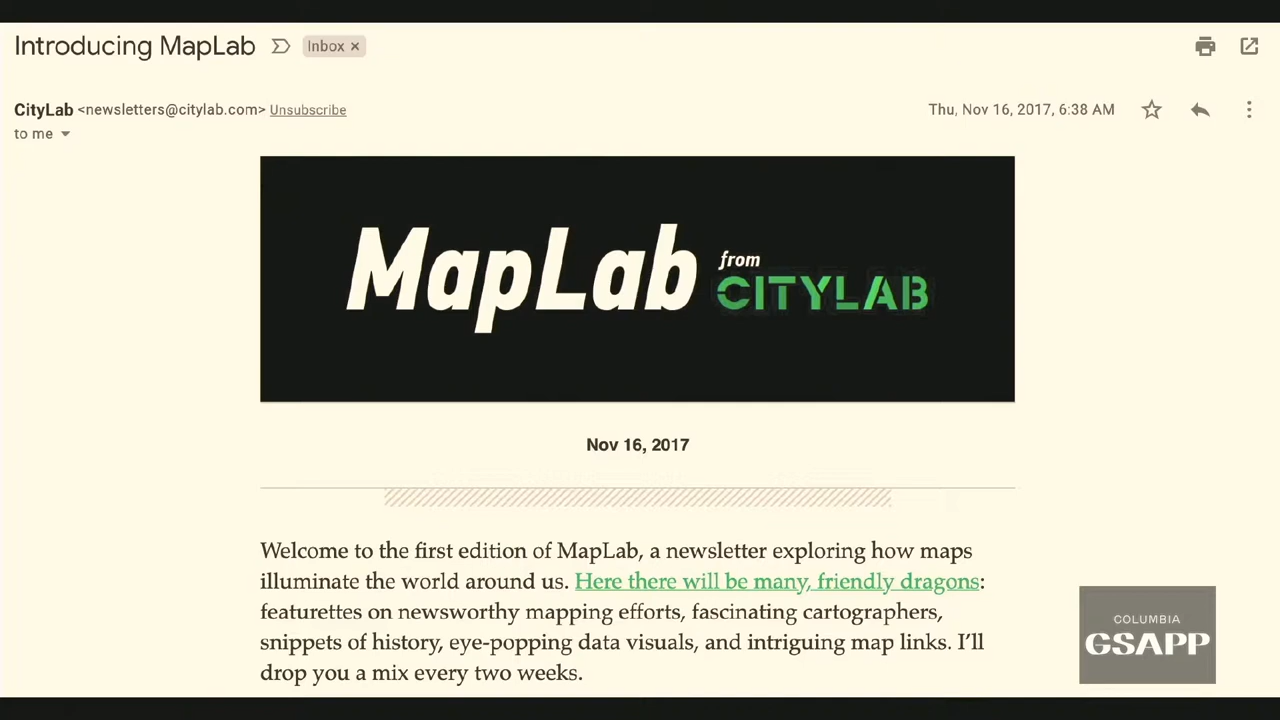 Introducing MapLab Inbox ×
CityLab <newsletters@citylab.com> Unsubscribe Thu, Nov 16, 2017, 6:38 AM
to me
MapLab from CITYLAB
Nov 16, 2017
Welcome to the first edition of MapLab, a newsletter exploring how maps
illuminate the world around us. Here there will be many, friendly dragons:
featurettes on newsworthy mapping efforts, fascinating cartographers,
snippets of history, eye-popping data visuals, and intriguing map links. I’ll
drop you a mix every two weeks.
COLUMBIA
GSAPP